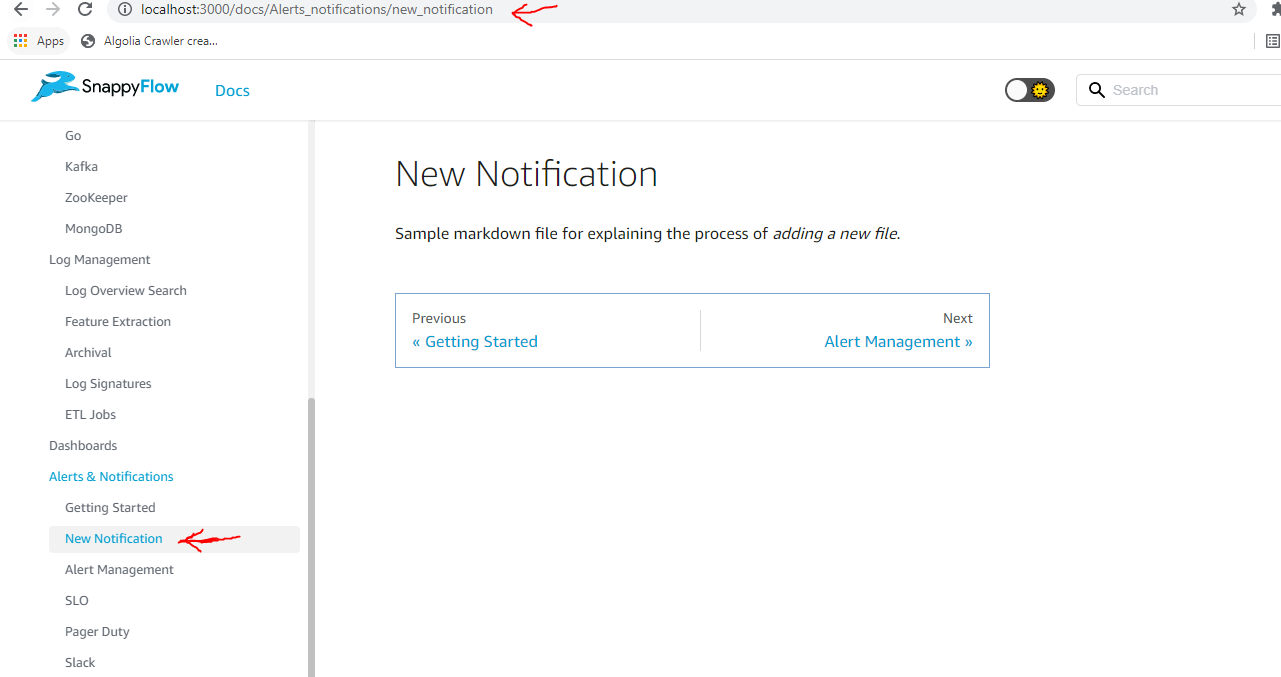 localhost:3000/docs/Alerts_notifications/new_notification
Apps Algolia Crawler crea...
SnappyFlow Docs Search
Go
Kafka
ZooKeeper
MongoDB
Log Management
Log Overview Search
Feature Extraction
Archival
Log Signatures
ETL Jobs
Dashboards
Alerts & Notifications
Getting Started
New Notification
Alert Management
SLO
Pager Duty
Slack
New Notification
Sample markdown file for explaining the process of adding a new file.
Previous
« Getting Started
Next
Alert Management »